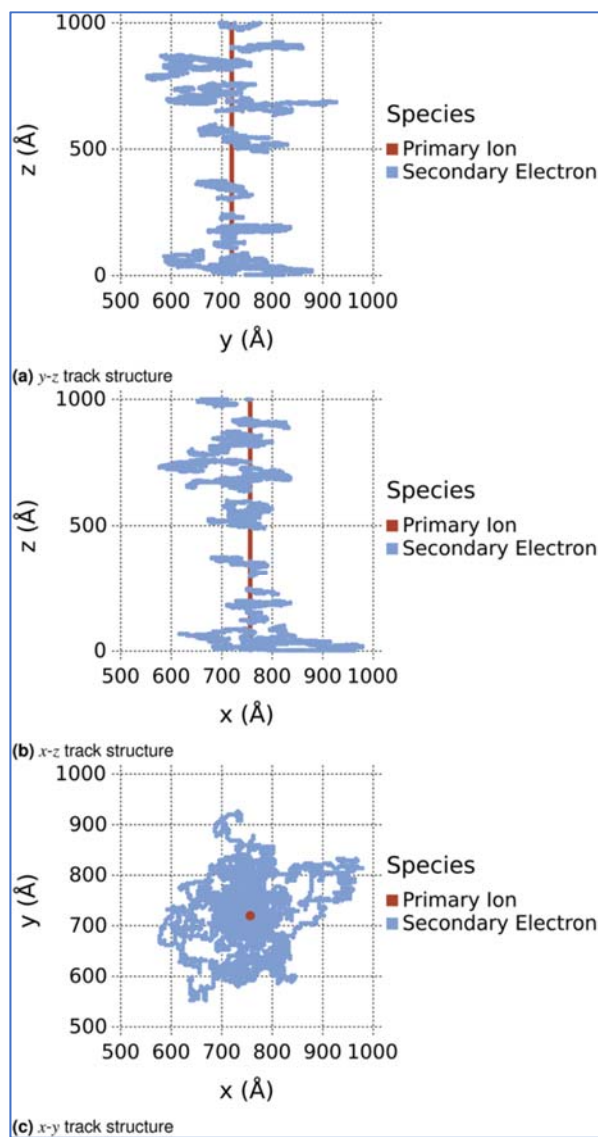 1000
z (Å)
500
0
500 600 700 800 900 1000
y (Å)
Species
Primary Ion
Secondary Electron
(a) y-z track structure
1000
z (Å)
500
0
500 600 700 800 900 1000
x (Å)
Species
Primary Ion
Secondary Electron
(b) x-z track structure
1000
900
800
y (Å)
700
600
500
500 600 700 800 900 1000
x (Å)
Species
Primary Ion
Secondary Electron
(c) x-y track structure